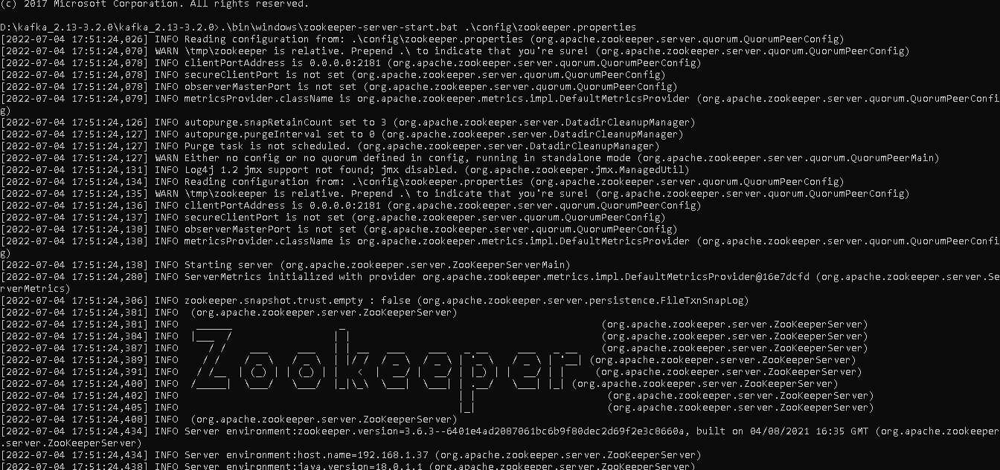 (c) 2017 Microsoft Corporation. All rights reserved.
D:\kafka_2.13-3.2.0\kafka_2.13-3.2.0>.\bin\windows\zookeeper-server-start.bat .\config\zookeeper.properties
[2022-07-04 17:51:24,026] INFO Reading configuration from: .\config\zookeeper.properties (org.apache.zookeeper.server.quorum.QuorumPeerConfig)
[2022-07-04 17:51:24,070] WARN \tmp\zookeeper is relative. Prepend .\ to indicate that you're sure! (org.apache.zookeeper.server.quorum.QuorumPeerConfig)
[2022-07-04 17:51:24,078] INFO clientPortAddress is 0.0.0.0:2181 (org.apache.zookeeper.server.quorum.QuorumPeerConfig)
[2022-07-04 17:51:24,078] INFO secureClientPort is not set (org.apache.zookeeper.server.quorum.QuorumPeerConfig)
[2022-07-04 17:51:24,078] INFO observerMasterPort is not set (org.apache.zookeeper.server.quorum.QuorumPeerConfig)
[2022-07-04 17:51:24,079] INFO metricsProvider.className is org.apache.zookeeper.metrics.impl.DefaultMetricsProvider (org.apache.zookeeper.server.quorum.QuorumPeerConfi
g)
[2022-07-04 17:51:24,126] INFO autopurge.snapRetainCount set to 3 (org.apache.zookeeper.server.DatadirCleanupManager)
[2022-07-04 17:51:24,127] INFO autopurge.purgeInterval set to 0 (org.apache.zookeeper.server.DatadirCleanupManager)
[2022-07-04 17:51:24,127] INFO Purge task is not scheduled. (org.apache.zookeeper.server.DatadirCleanupManager)
[2022-07-04 17:51:24,127] WARN Either no config or no quorum defined in config, running in standalone mode (org.apache.zookeeper.server.quorum.QuorumPeerMain)
[2022-07-04 17:51:24,131] INFO Log4j 1.2 jmx support not found; jmx disabled. (org.apache.zookeeper.jmx.ManagedUtil)
[2022-07-04 17:51:24,134] INFO Reading configuration from: .\config\zookeeper.properties (org.apache.zookeeper.server.quorum.QuorumPeerConfig)
[2022-07-04 17:51:24,135] WARN \tmp\zookeeper is relative. Prepend .\ to indicate that you're sure! (org.apache.zookeeper.server.quorum.QuorumPeerConfig)
[2022-07-04 17:51:24,136] INFO clientPortAddress is 0.0.0.0:2181 (org.apache.zookeeper.server.quorum.QuorumPeerConfig)
[2022-07-04 17:51:24,137] INFO secureClientPort is not set (org.apache.zookeeper.server.quorum.QuorumPeerConfig)
[2022-07-04 17:51:24,138] INFO observerMasterPort is not set (org.apache.zookeeper.server.quorum.QuorumPeerConfig)
[2022-07-04 17:51:24,138] INFO metricsProvider.className is org.apache.zookeeper.metrics.impl.DefaultMetricsProvider (org.apache.zookeeper.server.quorum.QuorumPeerConfi
g)
[2022-07-04 17:51:24,138] INFO Starting server (org.apache.zookeeper.server.ZooKeeperServerMain)
[2022-07-04 17:51:24,280] INFO ServerMetrics initialized with provider org.apache.zookeeper.metrics.impl.DefaultMetricsProvider@16e7dcfd (org.apache.zookeeper.server.Se
rverMetrics)
[2022-07-04 17:51:24,306] INFO zookeeper.snapshot.trust.empty : false (org.apache.zookeeper.server.persistence.FileTxnSnapLog)
[2022-07-04 17:51:24,381] INFO (org.apache.zookeeper.server.ZooKeeperServer)
[2022-07-04 17:51:24,381] INFO (org.apache.zookeeper.server.ZooKeeperServer)
[2022-07-04 17:51:24,384] INFO (org.apache.zookeeper.server.ZooKeeperServer)
[2022-07-04 17:51:24,387] INFO (org.apache.zookeeper.server.ZooKeeperServer)
[2022-07-04 17:51:24,389] INFO (org.apache.zookeeper.server.ZooKeeperServer)
Zookeeper
[2022-07-04 17:51:24,391] INFO (org.apache.zookeeper.server.ZooKeeperServer)
[2022-07-04 17:51:24,400] INFO (org.apache.zookeeper.server.ZooKeeperServer)
[2022-07-04 17:51:24,402] INFO (org.apache.zookeeper.server.ZooKeeperServer)
[2022-07-04 17:51:24,405] INFO (org.apache.zookeeper.server.ZooKeeperServer)
[2022-07-04 17:51:24,408] INFO (org.apache.zookeeper.server.ZooKeeperServer)
[2022-07-04 17:51:24,434] INFO Server environment:zookeeper.version=3.6.3--6401e4ad2087061bc6b9f80dec2d69f2e3c8660a, built on 04/08/2021 16:35 GMT (org.apache.zookeeper
.server.ZooKeeperServer)
[2022-07-04 17:51:24,434] INFO Server environment:host.name=192.168.1.37 (org.apache.zookeeper.server.ZooKeeperServer)
[2022-07-04 17:51:24,438] INFO Server environment:java.version=18.0.1.1 (org.apache.zookeeper.server.ZooKeeperServer)